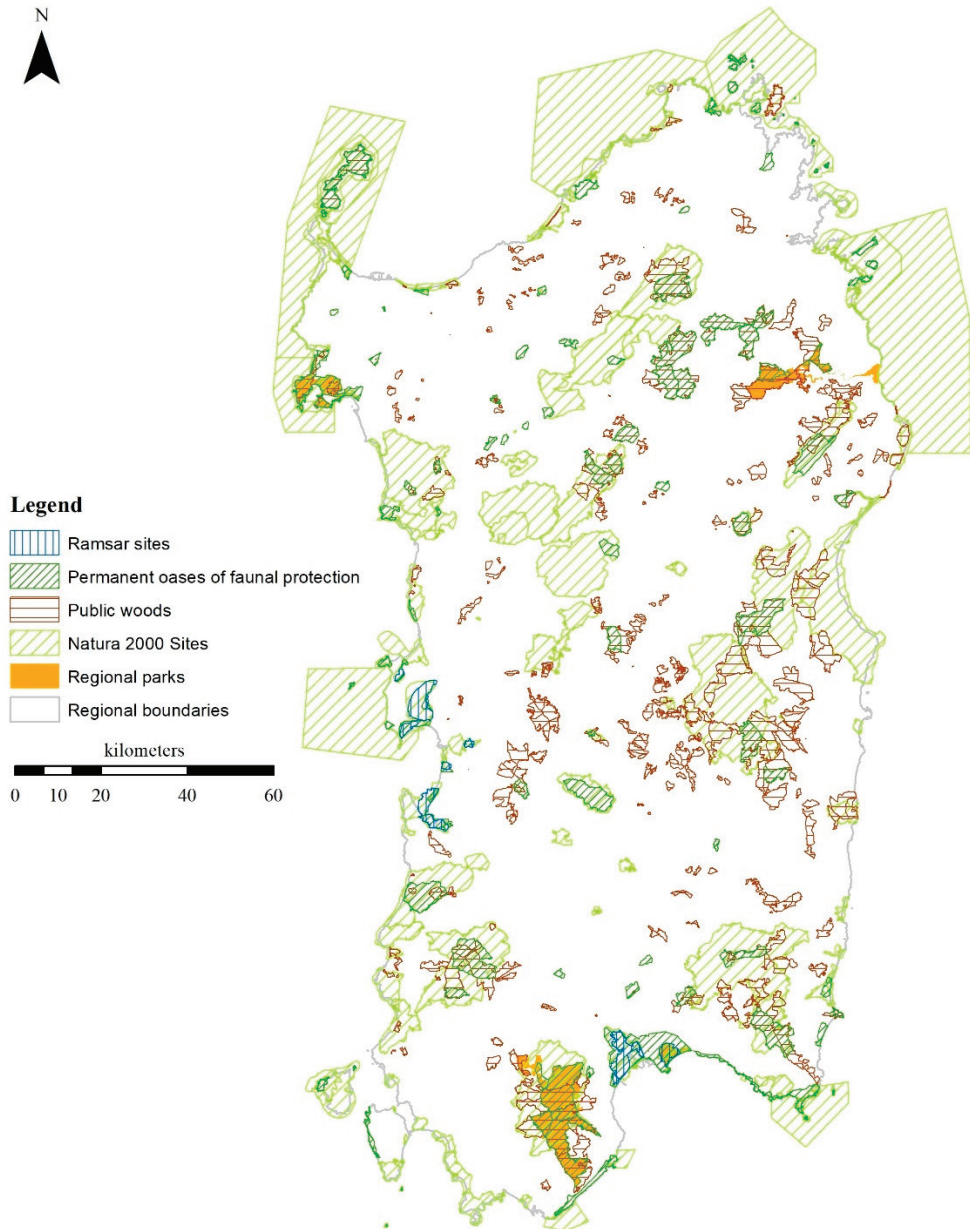 N
Legend
Ramsar sites
Permanent oases of faunal protection
Public woods
Natura 2000 Sites
Regional parks
Regional boundaries
kilometers
0 10 20 40 60